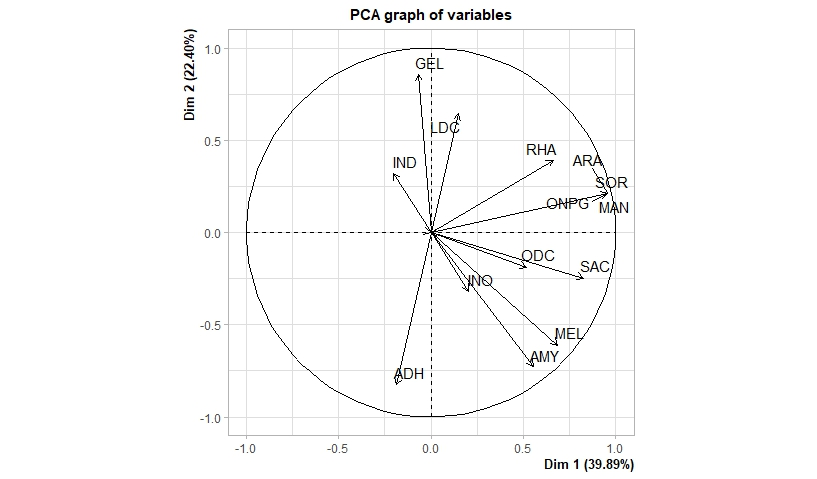 PCA graph of variables
Dim 2 (22.40%)
1.0
0.5
0.0
-0.5
-1.0
GEL
LDC
IND
RHA
ARA
SOR
ONPG
MAN
ODC
SAC
INO
MEL
AMY
ADH
-1.0
-0.5
0.0
0.5
1.0
Dim 1 (39.89%)